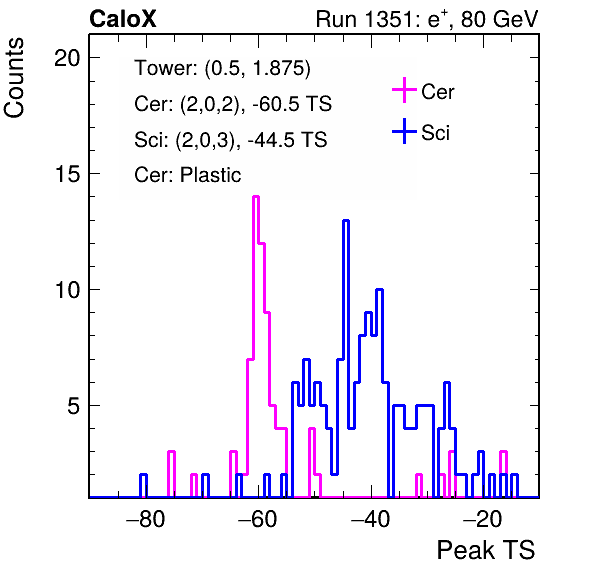 CaloX Run 1351: e⁺, 80 GeV
Counts
20
15
10
5
Tower: (0.5, 1.875)
Cer: (2,0,2), -60.5 TS
Sci: (2,0,3), -44.5 TS
Cer: Plastic
Cer
Sci
−80 −60 −40 −20
Peak TS